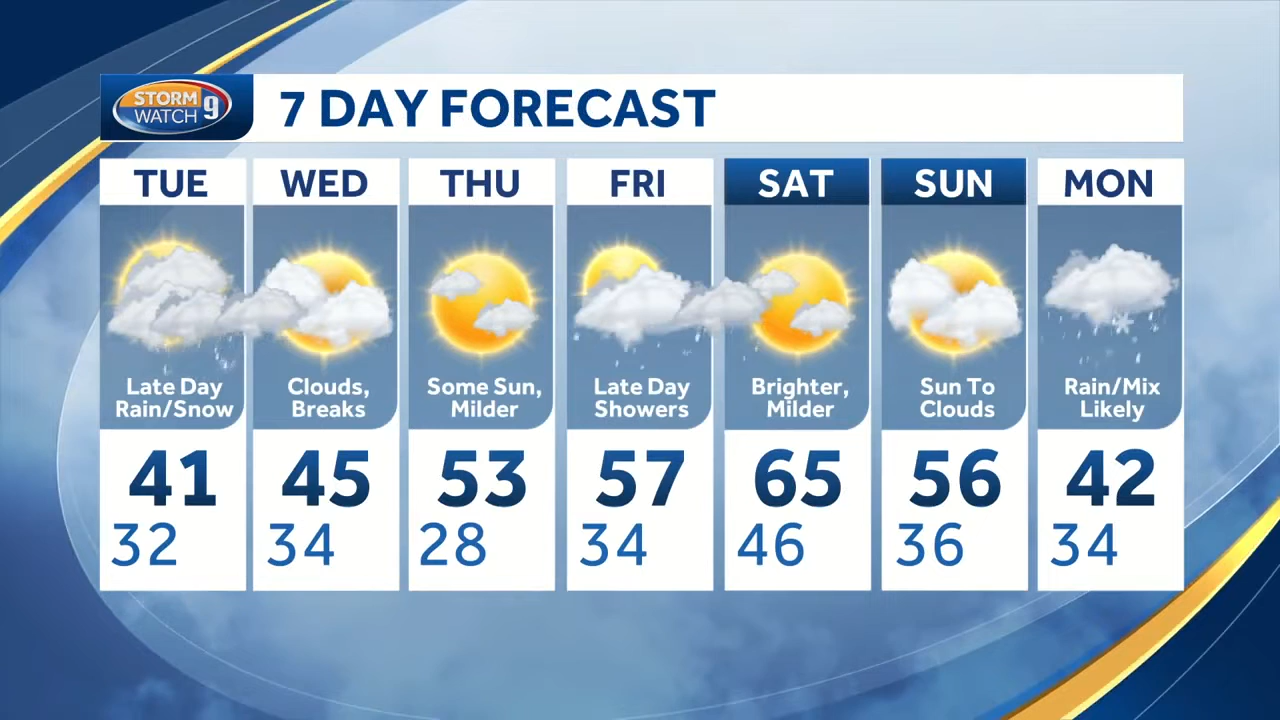 STORM
WATCH 9
7 DAY FORECAST
TUE
WED
THU
FRI
SAT
SUN
MON
Late Day
Rain/Snow
Clouds,
Breaks
Some Sun,
Milder
Late Day
Showers
Brighter,
Milder
Sun To
Clouds
Rain/Mix
Likely
41
45
53
57
65
56
42
32
34
28
34
46
36
34